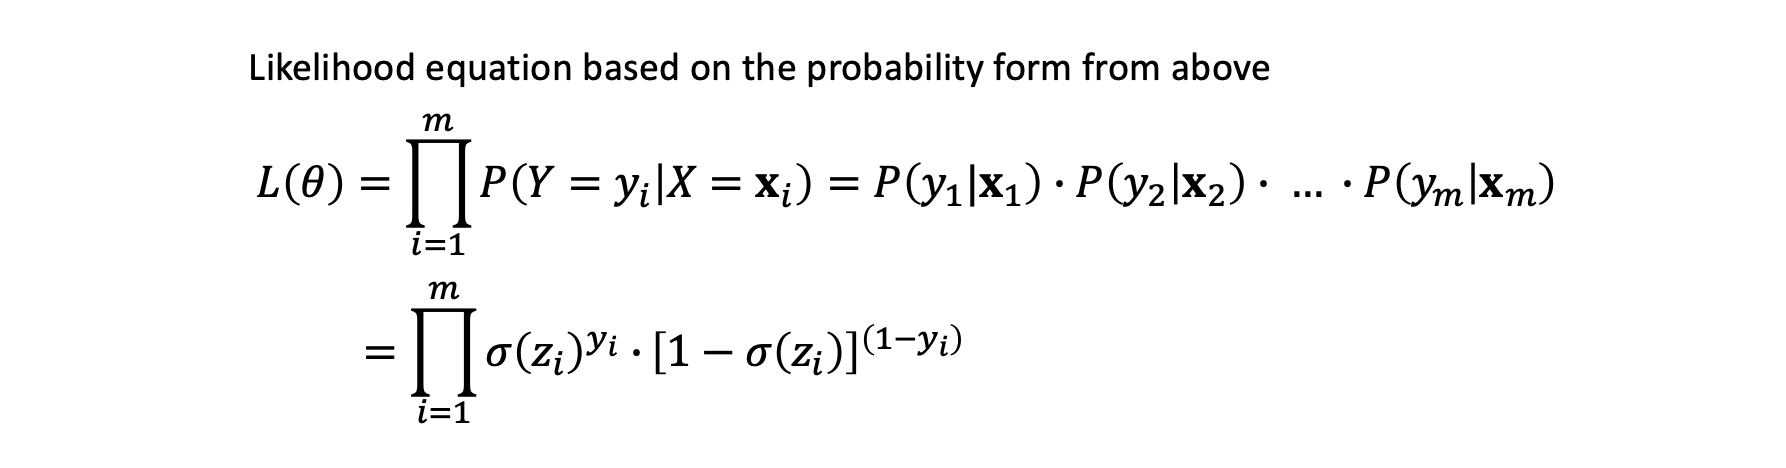 Likelihood equation based on the probability form from above
L(θ) = ∏_{i=1}^{m} P(Y = y_i|X = 𝐱_i) = P(y_1|𝐱_1) · P(y_2|𝐱_2) · … · P(y_m|𝐱_m)
= ∏_{i=1}^{m} σ(z_i)^{y_i} · [1 − σ(z_i)]^{(1−y_i)}